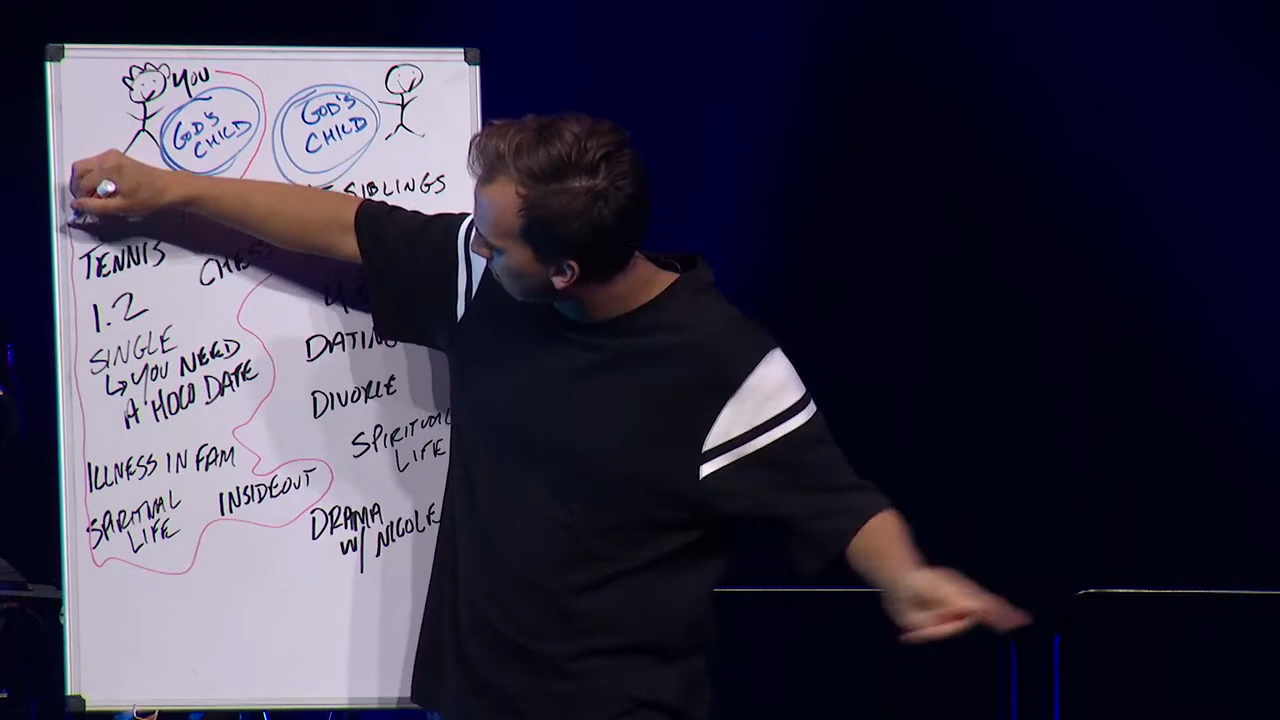 YOU
GOD'S
CHILD
TENNIS
CHESS
1.2
SINGLE
↳YOU NEED
A HOCO DATE
ILLNESS IN FAM
SPIRITUAL
LIFE
INSIDEOUT
GOD'S
CHILD
SIBLINGS
DATING
DIVORCE
SPIRITUAL
LIFE
DRAMA
W/ NICOLE